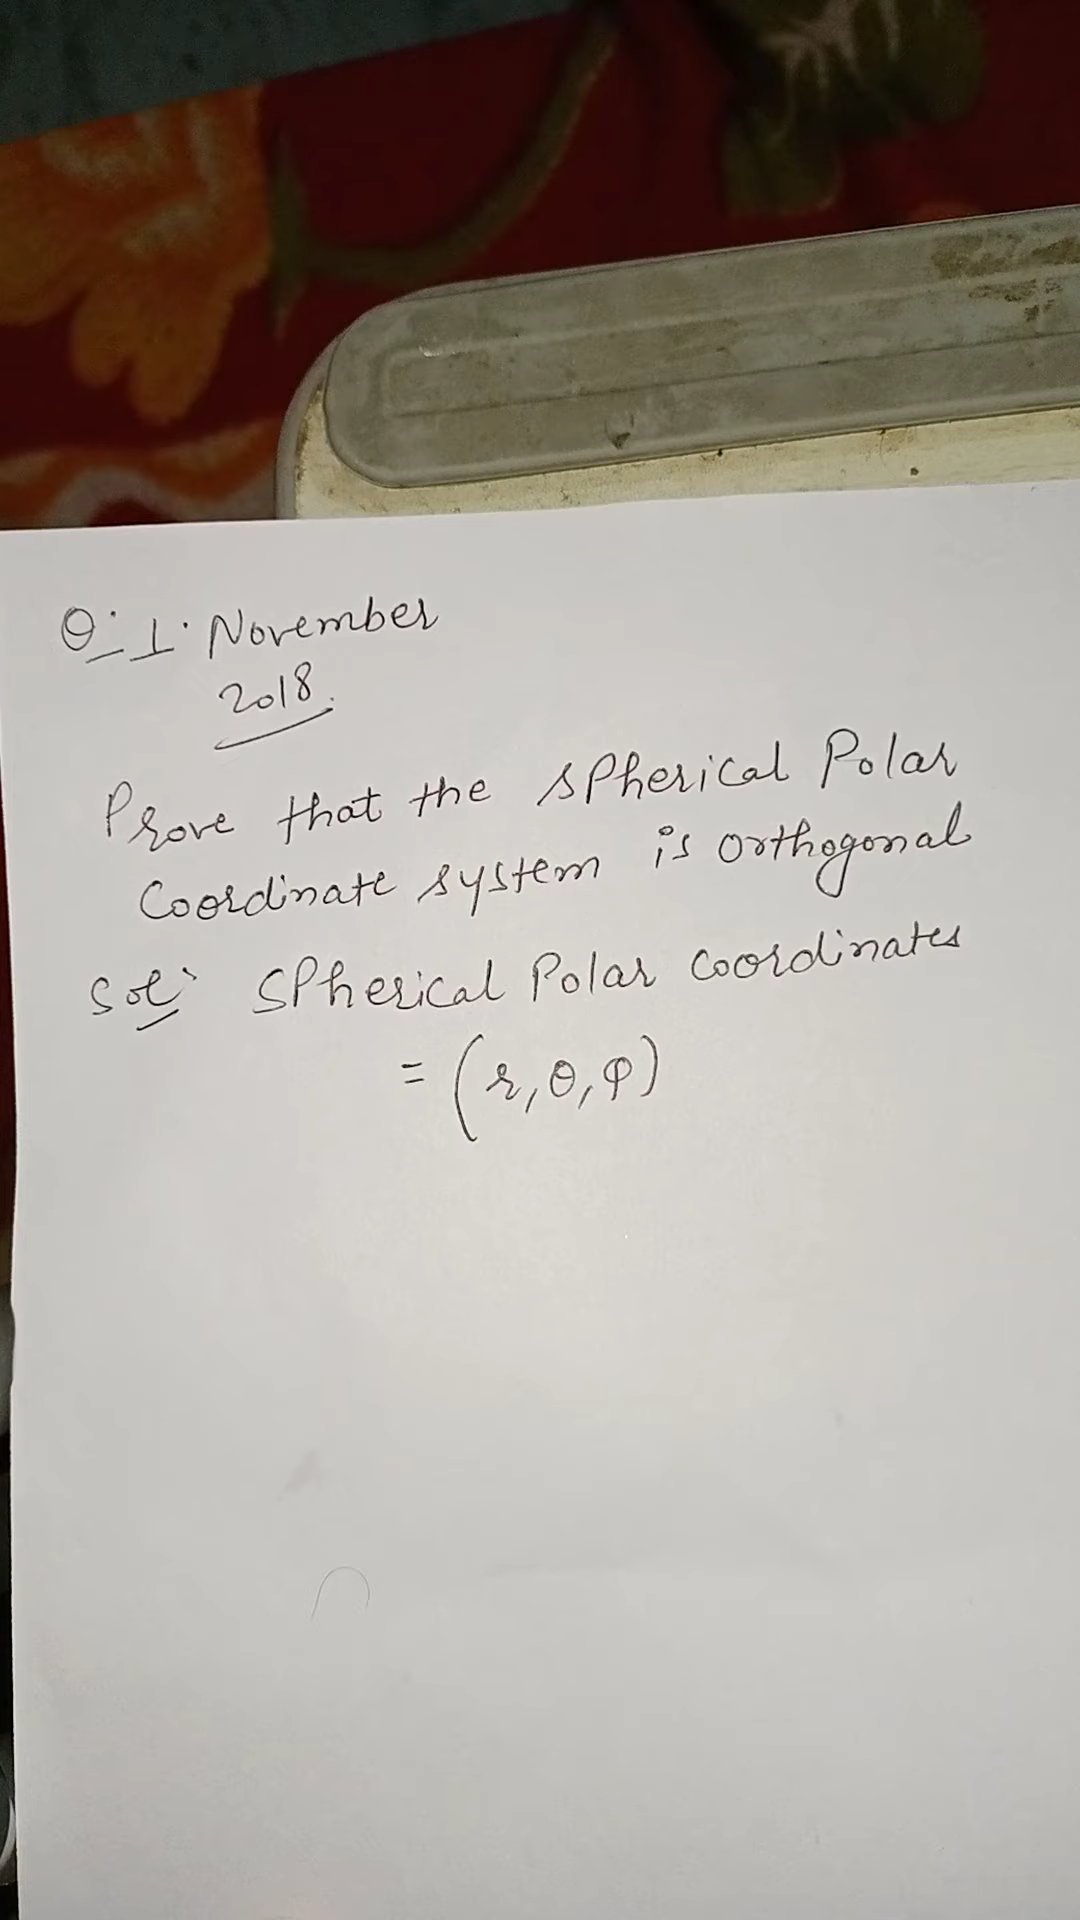 Q:-1. November
2018.
Prove that the spherical Polar
Coordinate system is orthogonal
Sol: Spherical Polar coordinates
= (r, θ, φ)